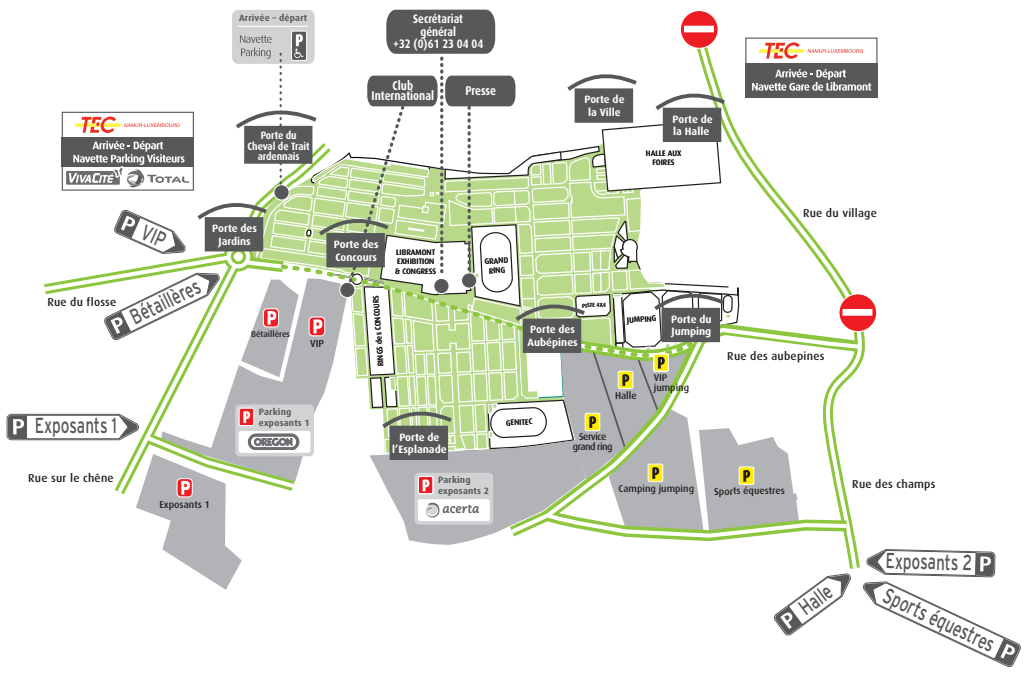 Arrivée – départ
Navette
Parking
P
Secrétariat
général
+32 (0)61 23 04 04
Club
International
Presse
TEC NAMUR-LUXEMBOURG
Arrivée - Départ
Navette Gare de Libramont
TEC NAMUR-LUXEMBOURG
Arrivée - Départ
Navette Parking Visiteurs
VIVACITÉ TOTAL
Porte du
Cheval de Trait
ardennais
Porte de
la Ville
Porte de
la Halle
HALLE AUX
FOIRES
Rue du village
P VIP
Porte des
Jardins
Porte des
Concours
LIBRAMONT
EXHIBITION
& CONGRESS
GRAND
RING
Rue du flosse
P Bétaillères
P
Bétaillères
P
VIP
RINGS des CONCOURS
PISTE 4X4
JUMPING
Porte du
Jumping
Porte des
Aubépines
Rue des aubepines
P
Halle
P
VIP
jumping
P Exposants 1
P Parking
exposants 1
OREGON
Porte de
l'Esplanade
GENITEC
P
Service
grand ring
Rue sur le chêne
P
Exposants 1
P Parking
exposants 2
acerta
P
Camping jumping
P
Sports équestres
Rue des champs
Exposants 2 P
P Halle
Sports équestres P